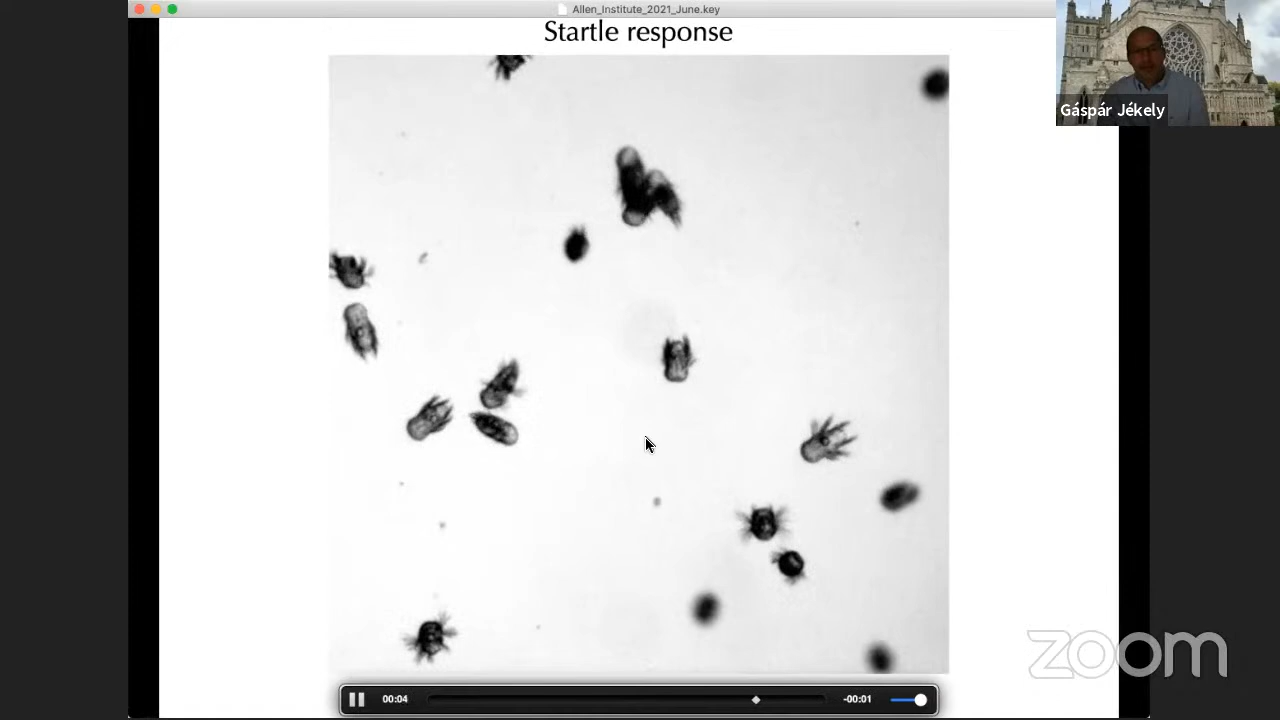 Allen_Institute_2021_June.key
Startle response
Gáspár Jékely
zoom
00:04
-00:01